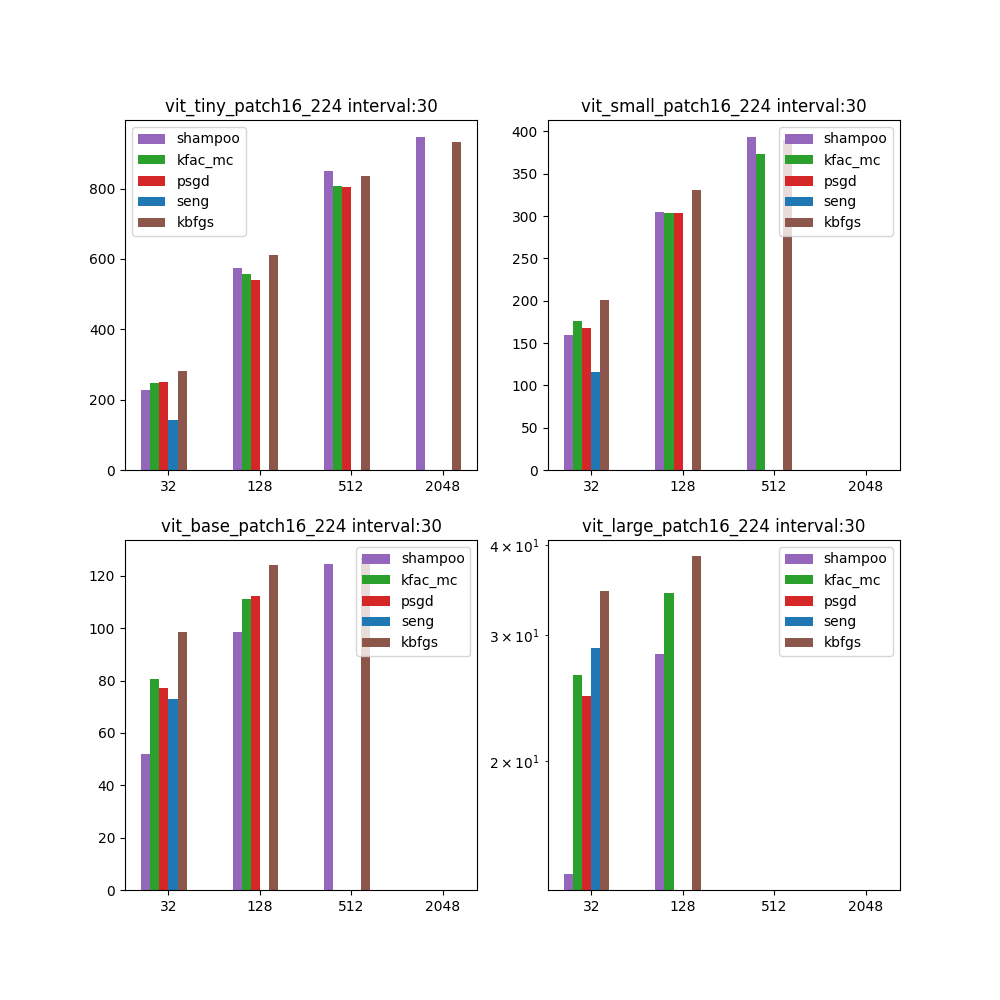 vit_tiny_patch16_224 interval:30
shampoo
kfac_mc
psgd
seng
kbfgs
800
600
400
200
0
32 128 512 2048
vit_small_patch16_224 interval:30
shampoo
kfac_mc
psgd
seng
kbfgs
400
350
300
250
200
150
100
50
0
32 128 512 2048
vit_base_patch16_224 interval:30
shampoo
kfac_mc
psgd
seng
kbfgs
120
100
80
60
40
20
0
32 128 512 2048
vit_large_patch16_224 interval:30
shampoo
kfac_mc
psgd
seng
kbfgs
4 × 10¹
3 × 10¹
2 × 10¹
32 128 512 2048